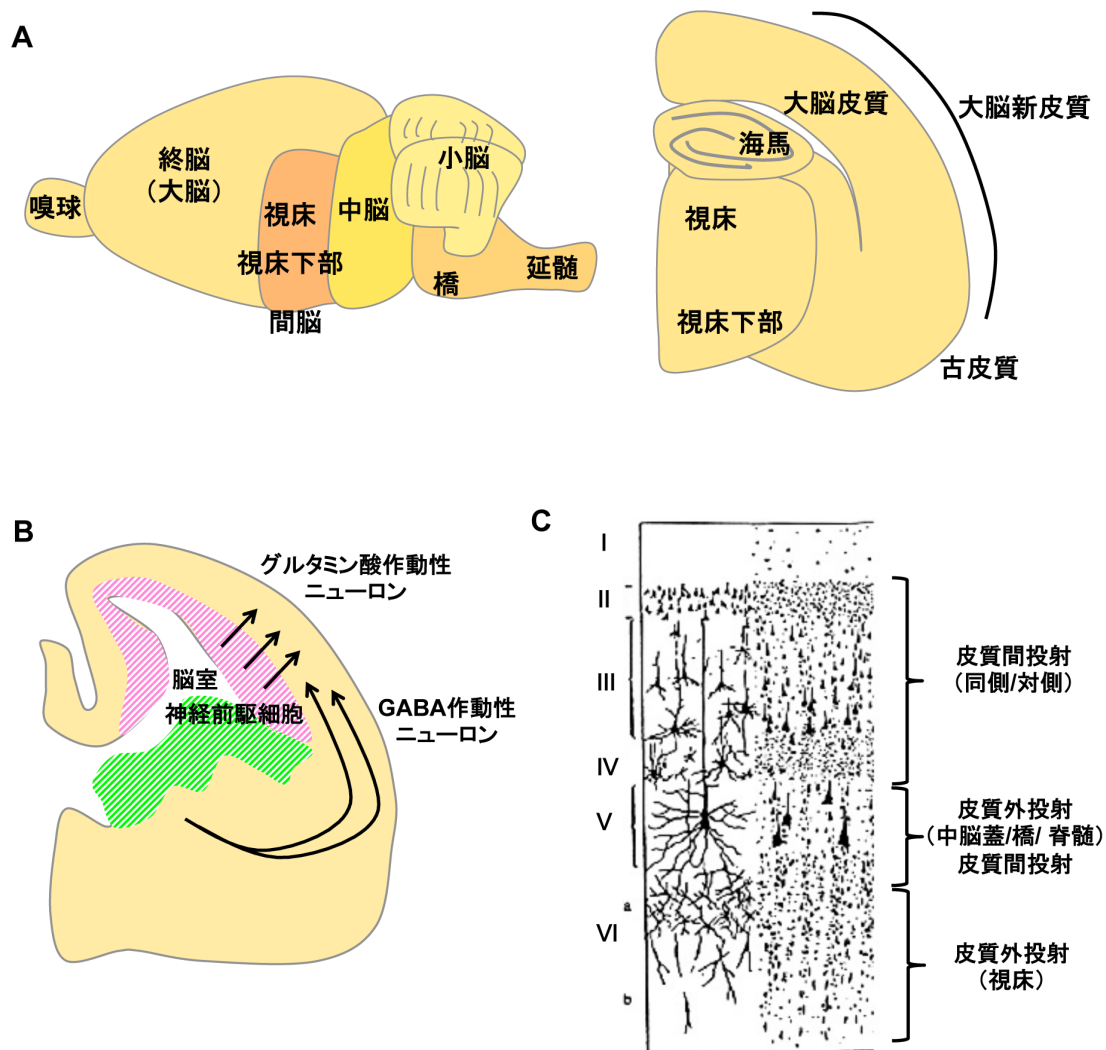 A
嗅球
終脳
（大脳）
視床
視床下部
間脳
中脳
小脳
橋
延髄
大脳皮質
大脳新皮質
海馬
視床
視床下部
古皮質
B
グルタミン酸作動性
ニューロン
脳室
神経前駆細胞
GABA作動性
ニューロン
C
I
II
III
IV
V
a
VI
b
皮質間投射
（同側/対側）
皮質外投射
（中脳蓋/橋/ 脊髄）
皮質間投射
皮質外投射
（視床）